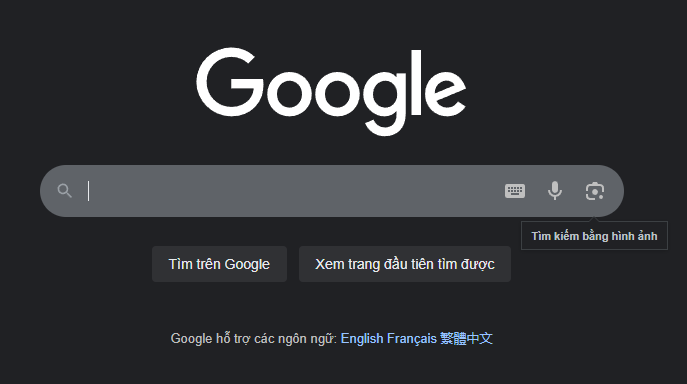 Google
Tìm kiếm bằng hình ảnh
Tìm trên Google
Xem trang đầu tiên tìm được
Google hỗ trợ các ngôn ngữ: English Français 繁體中文